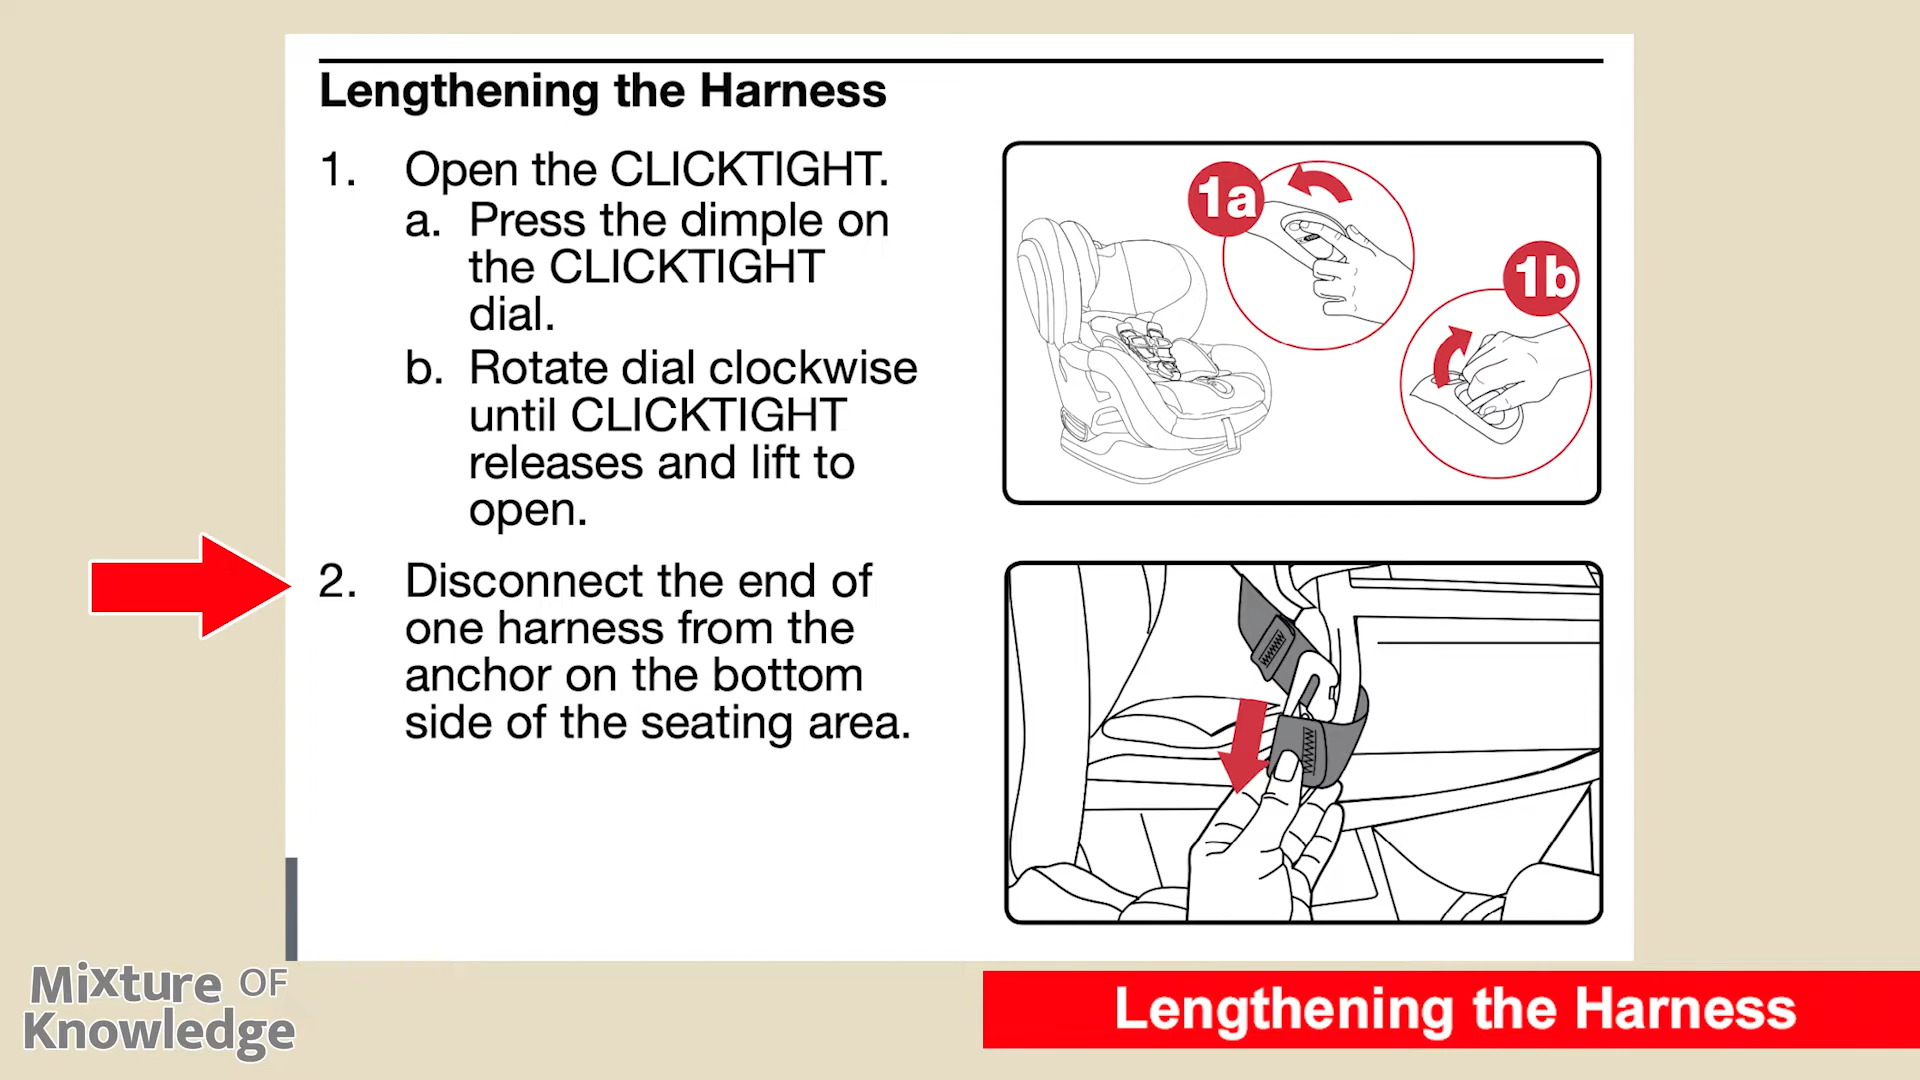 Lengthening the Harness
1. Open the CLICKTIGHT.
a. Press the dimple on
the CLICKTIGHT
dial.
b. Rotate dial clockwise
until CLICKTIGHT
releases and lift to
open.
1a
1b
2. Disconnect the end of
one harness from the
anchor on the bottom
side of the seating area.
Mixture OF
Knowledge
Lengthening the Harness